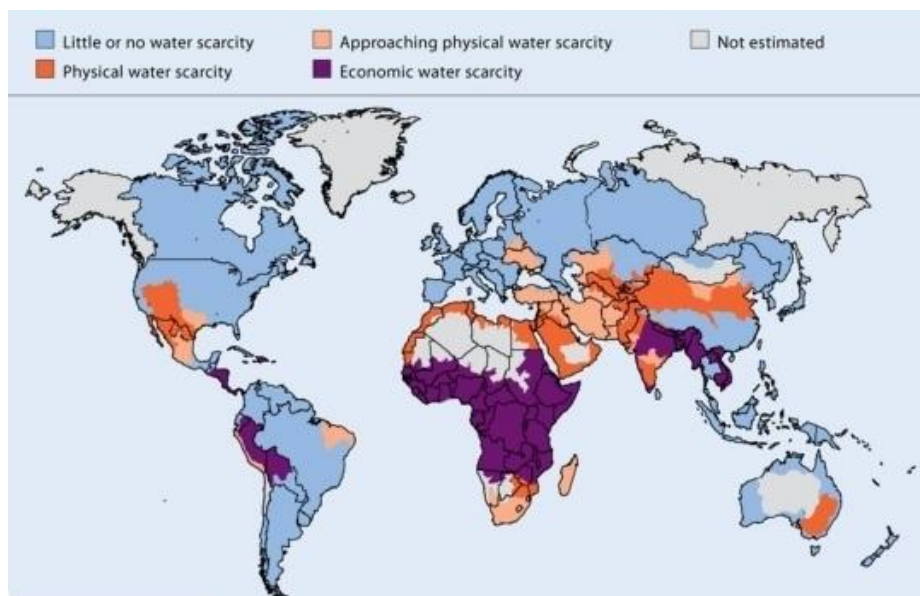 Little or no water scarcity
Approaching physical water scarcity
Not estimated
Physical water scarcity
Economic water scarcity